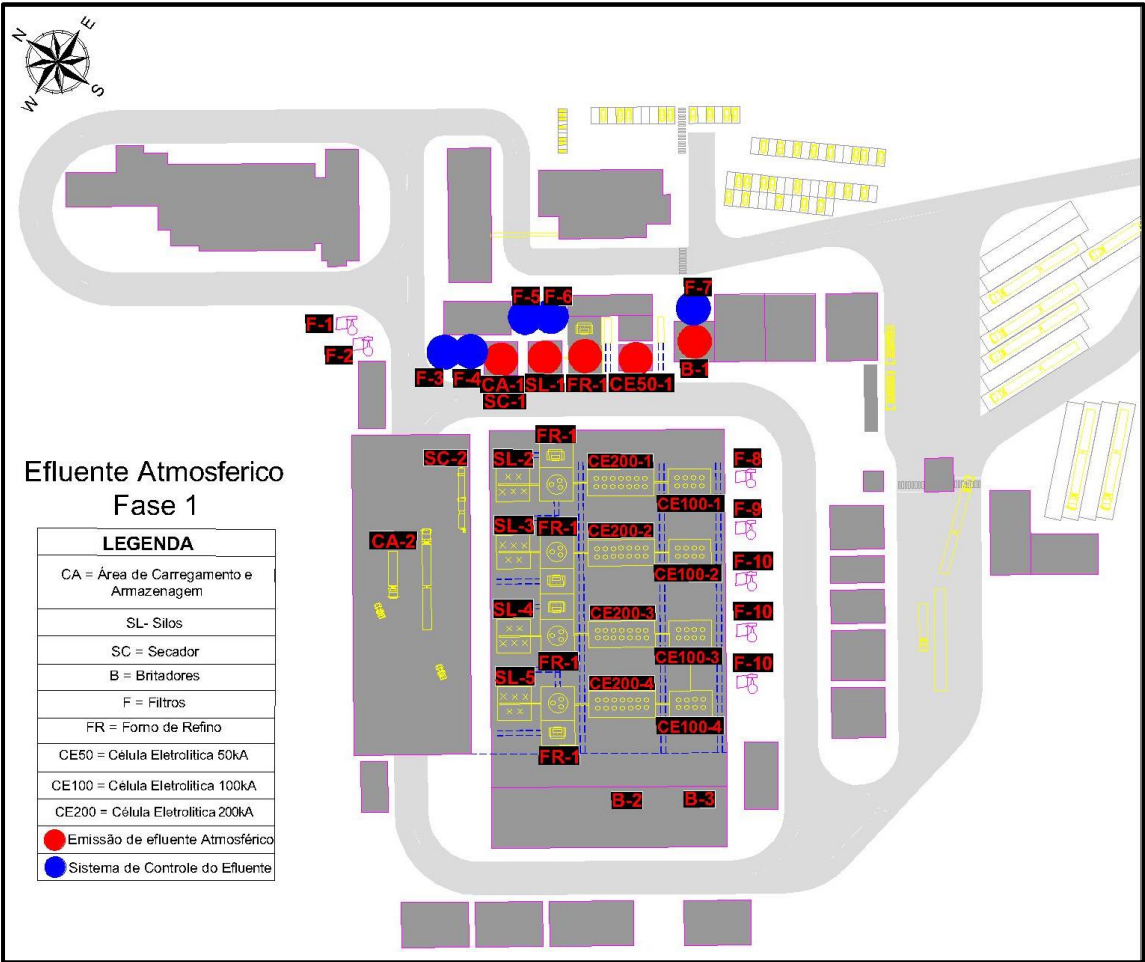 N
E
W
S
F-7
F-5
F-6
F-1
F-2
F-3
F-4
CA-1
SL-1
FR-1
CE50-1
B-1
SC-1
FR-1
SC-2
SL-2
CE200-1
F-8
CE100-1
F-9
SL-3
FR-1
CE200-2
CA-2
F-10
CE100-2
SL-4
CE200-3
F-10
CE100-3
FR-1
F-10
SL-5
CE200-4
CE100-4
FR-1
B-2
B-3
Efluente Atmosferico
Fase 1
LEGENDA
CA = Área de Carregamento e
Armazenagem
SL- Silos
SC = Secador
B = Britadores
F = Filtros
FR = Forno de Refino
CE50 = Célula Eletrolitica 50kA
CE100 = Célula Eletrolitica 100kA
CE200 = Célula Eletrolitica 200kA
Emissão de efluente Atmosférico
Sistema de Controle do Efluente